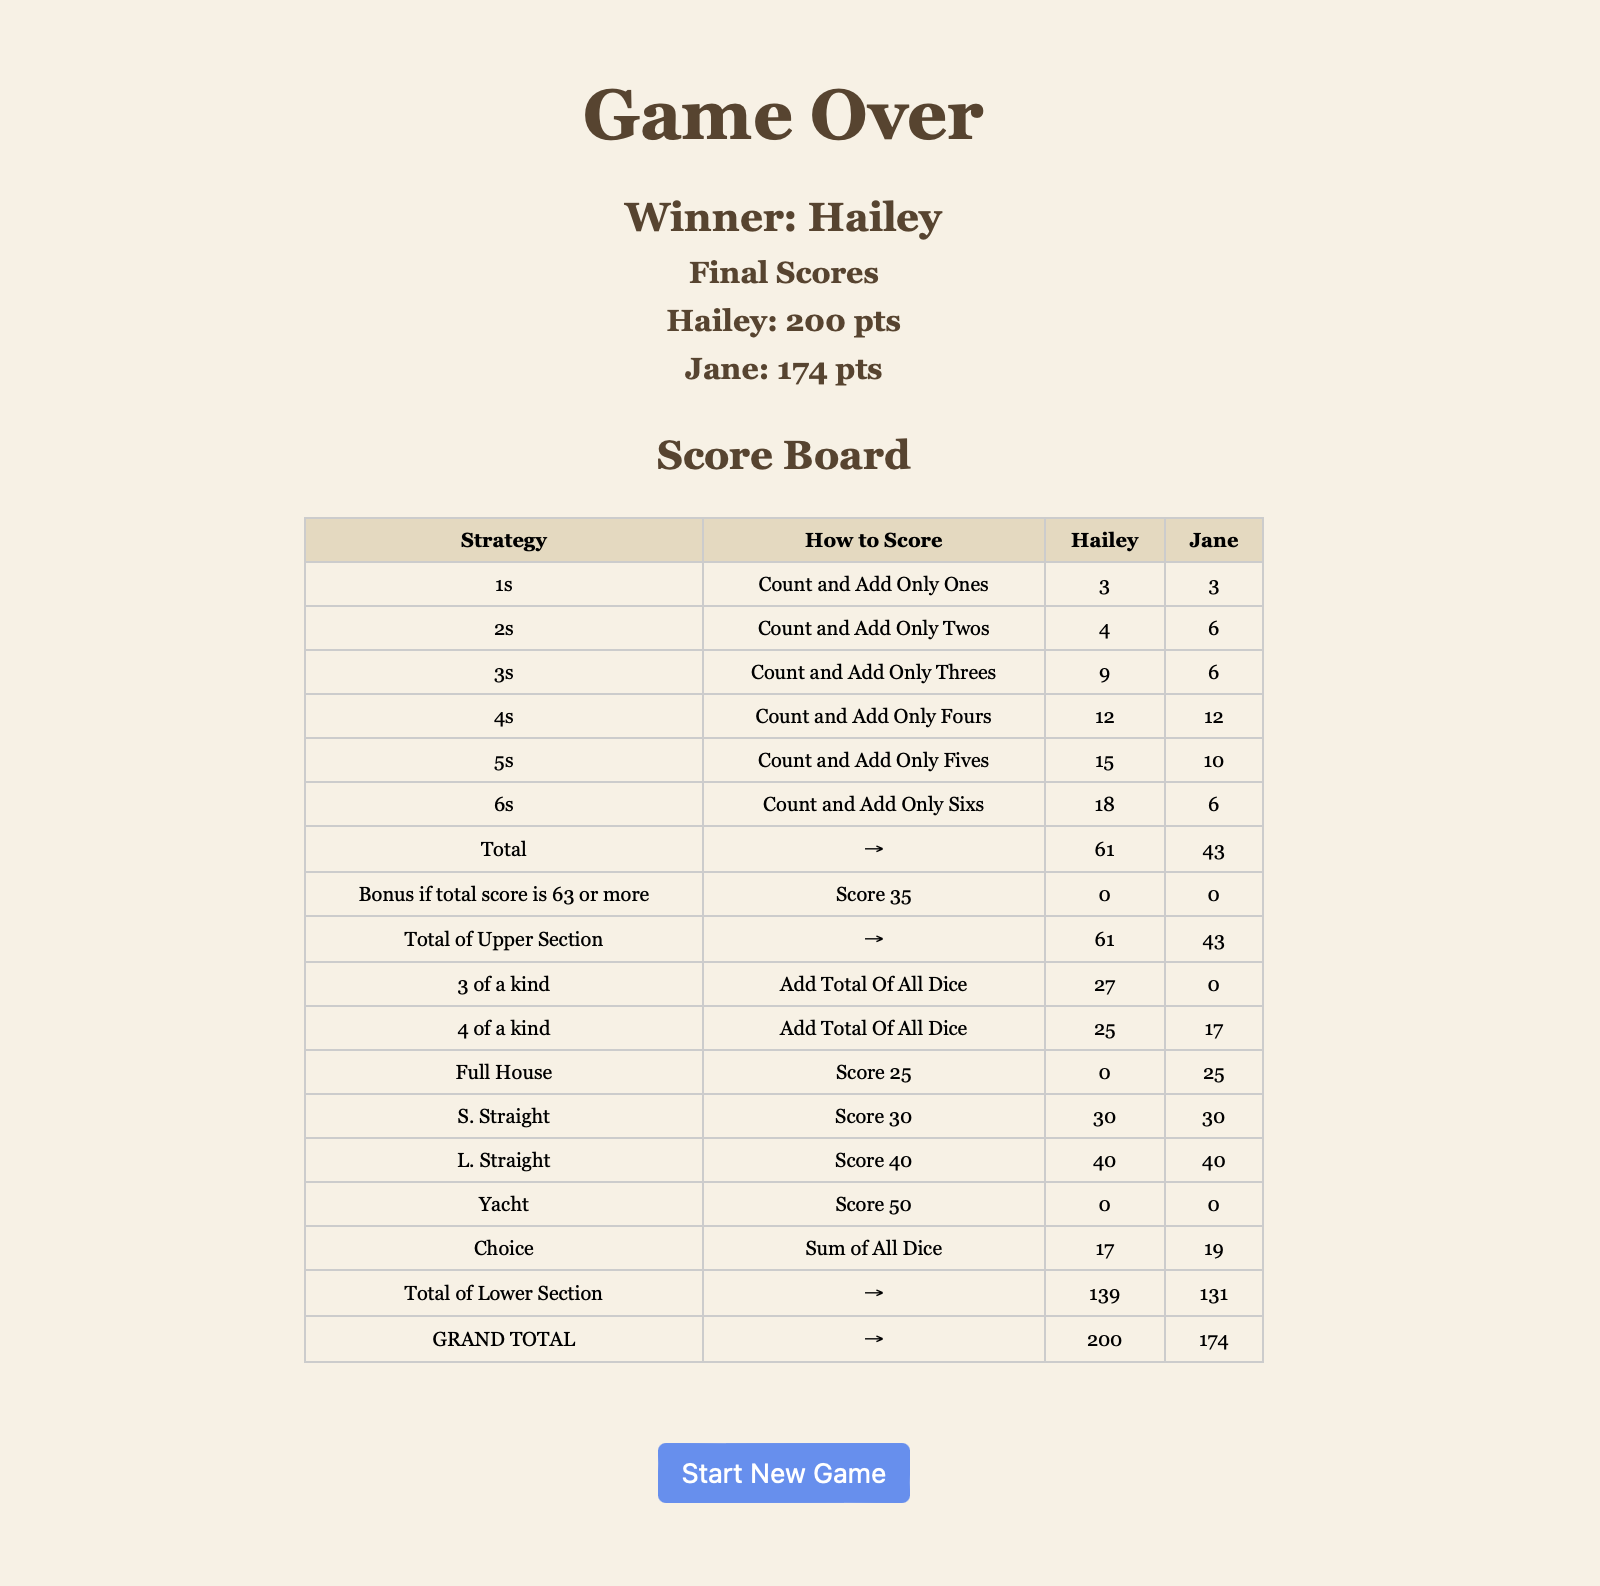 Game Over
Winner: Hailey
Final Scores
Hailey: 200 pts
Jane: 174 pts
Score Board
Strategy How to Score Hailey Jane
1s Count and Add Only Ones 3 3
2s Count and Add Only Twos 4 6
3s Count and Add Only Threes 9 6
4s Count and Add Only Fours 12 12
5s Count and Add Only Fives 15 10
6s Count and Add Only Sixs 18 6
Total → 61 43
Bonus if total score is 63 or more Score 35 0 0
Total of Upper Section → 61 43
3 of a kind Add Total Of All Dice 27 0
4 of a kind Add Total Of All Dice 25 17
Full House Score 25 0 25
S. Straight Score 30 30 30
L. Straight Score 40 40 40
Yacht Score 50 0 0
Choice Sum of All Dice 17 19
Total of Lower Section → 139 131
GRAND TOTAL → 200 174
Start New Game